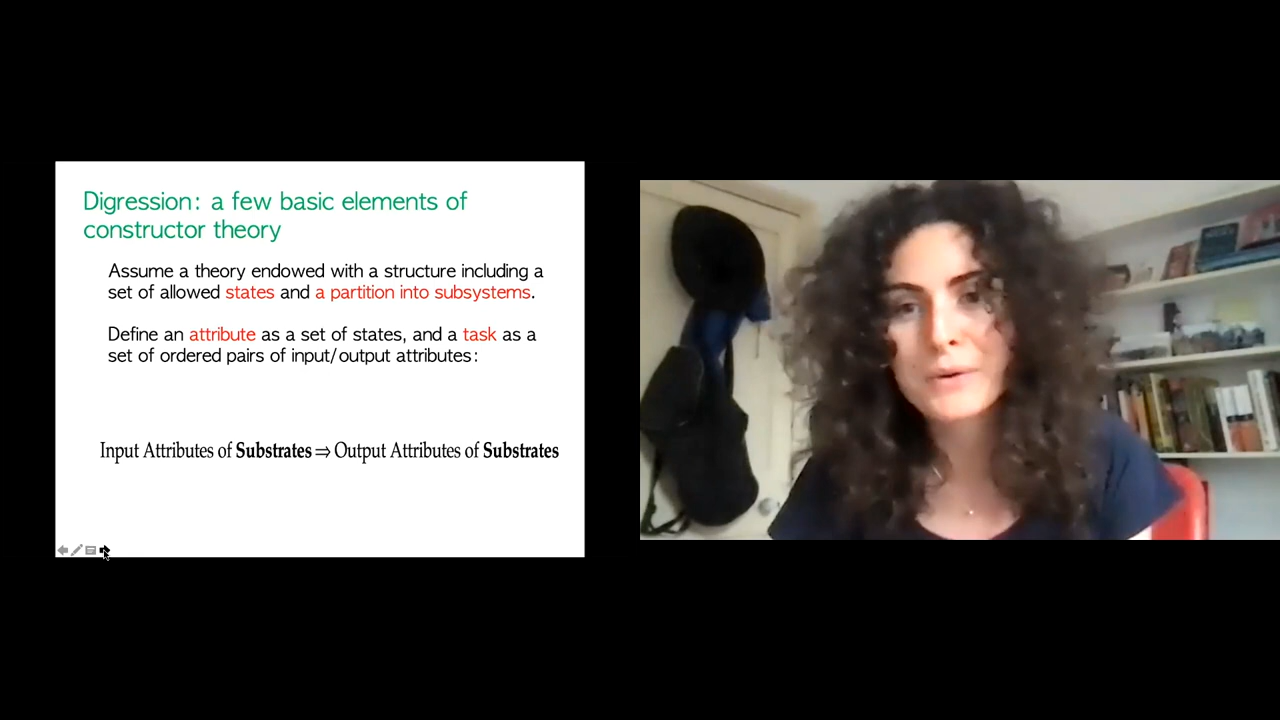 Digression: a few basic elements of
constructor theory
Assume a theory endowed with a structure including a
set of allowed states and a partition into subsystems.
Define an attribute as a set of states, and a task as a
set of ordered pairs of input/output attributes:
Input Attributes of Substrates ⇒ Output Attributes of Substrates